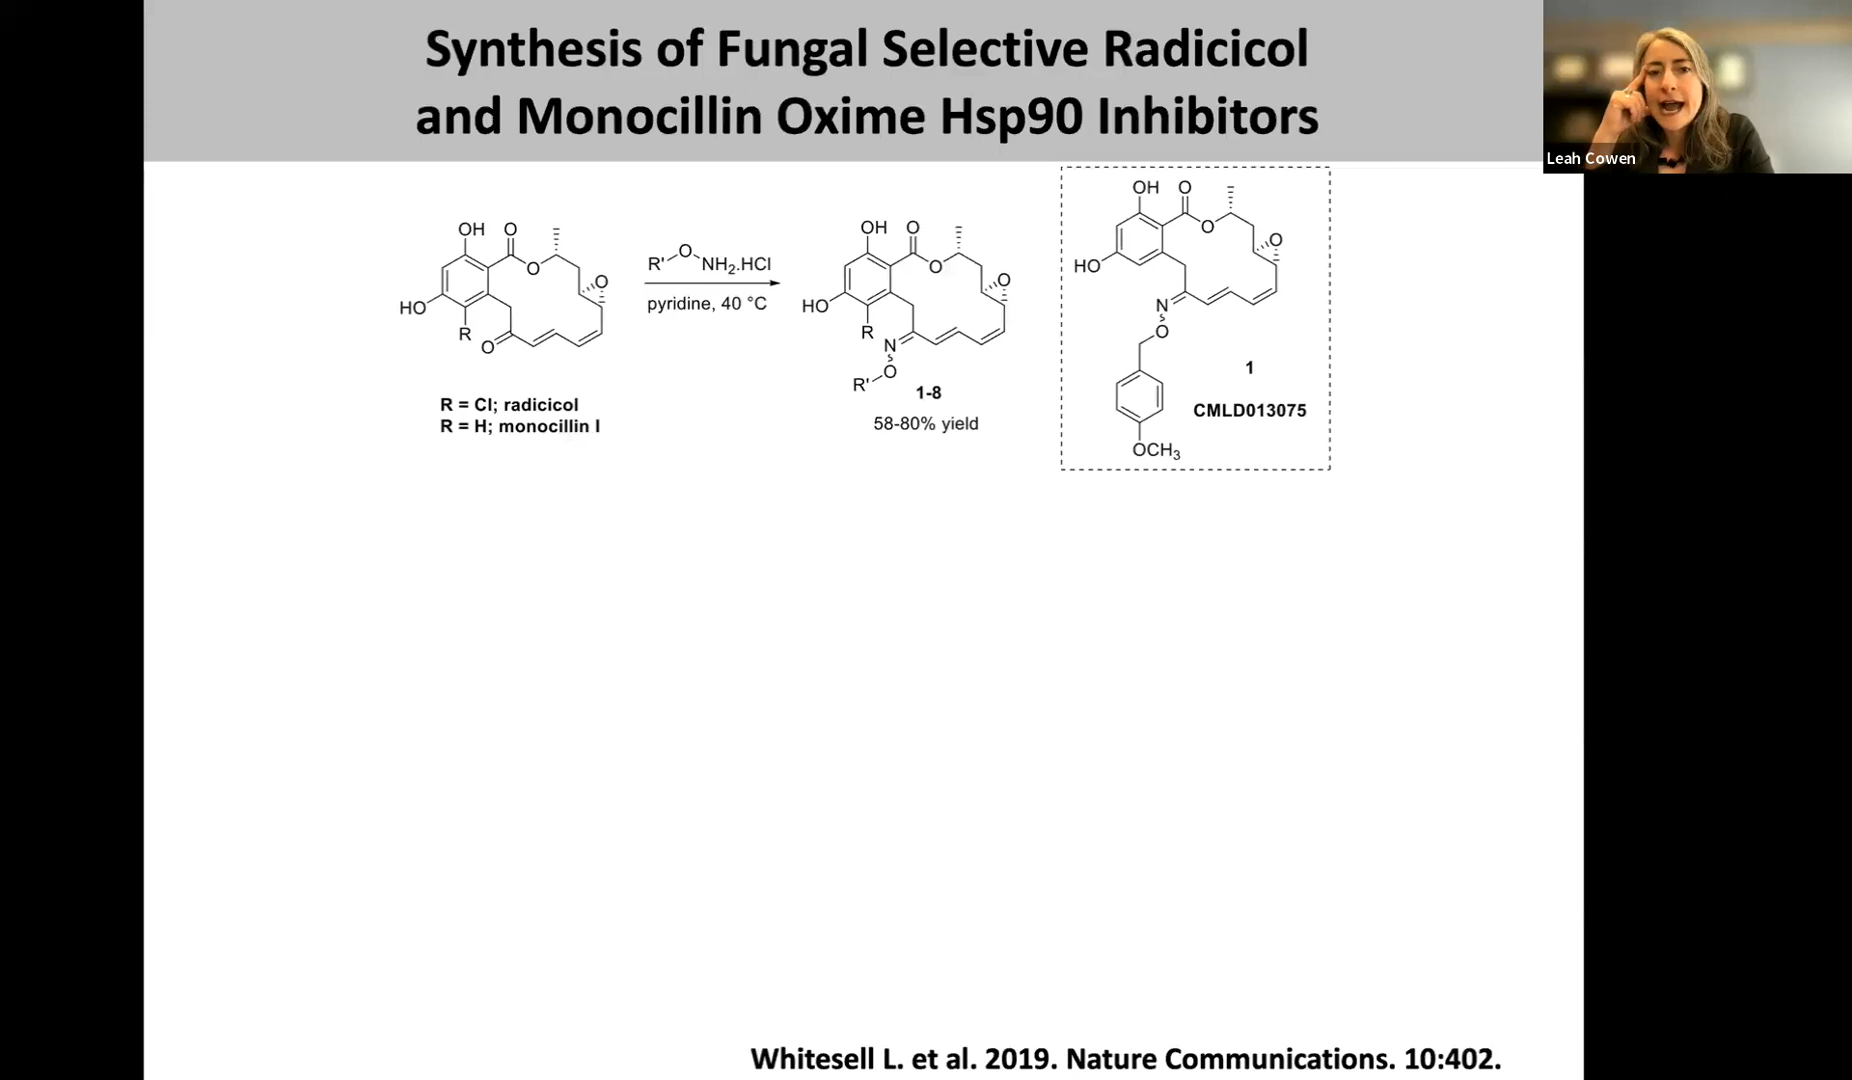 Synthesis of Fungal Selective Radicicol
and Monocillin Oxime Hsp90 Inhibitors
Leah Cowen
OH
O
O
O
HO
R
O
R = Cl; radicicol
R = H; monocillin I
R'
O
NH2.HCl
pyridine, 40 °C
OH
O
O
O
HO
R
N
O
R'
1-8
58-80% yield
OH
O
O
O
HO
N
O
1
CMLD013075
OCH3
Whitesell L. et al. 2019. Nature Communications. 10:402.